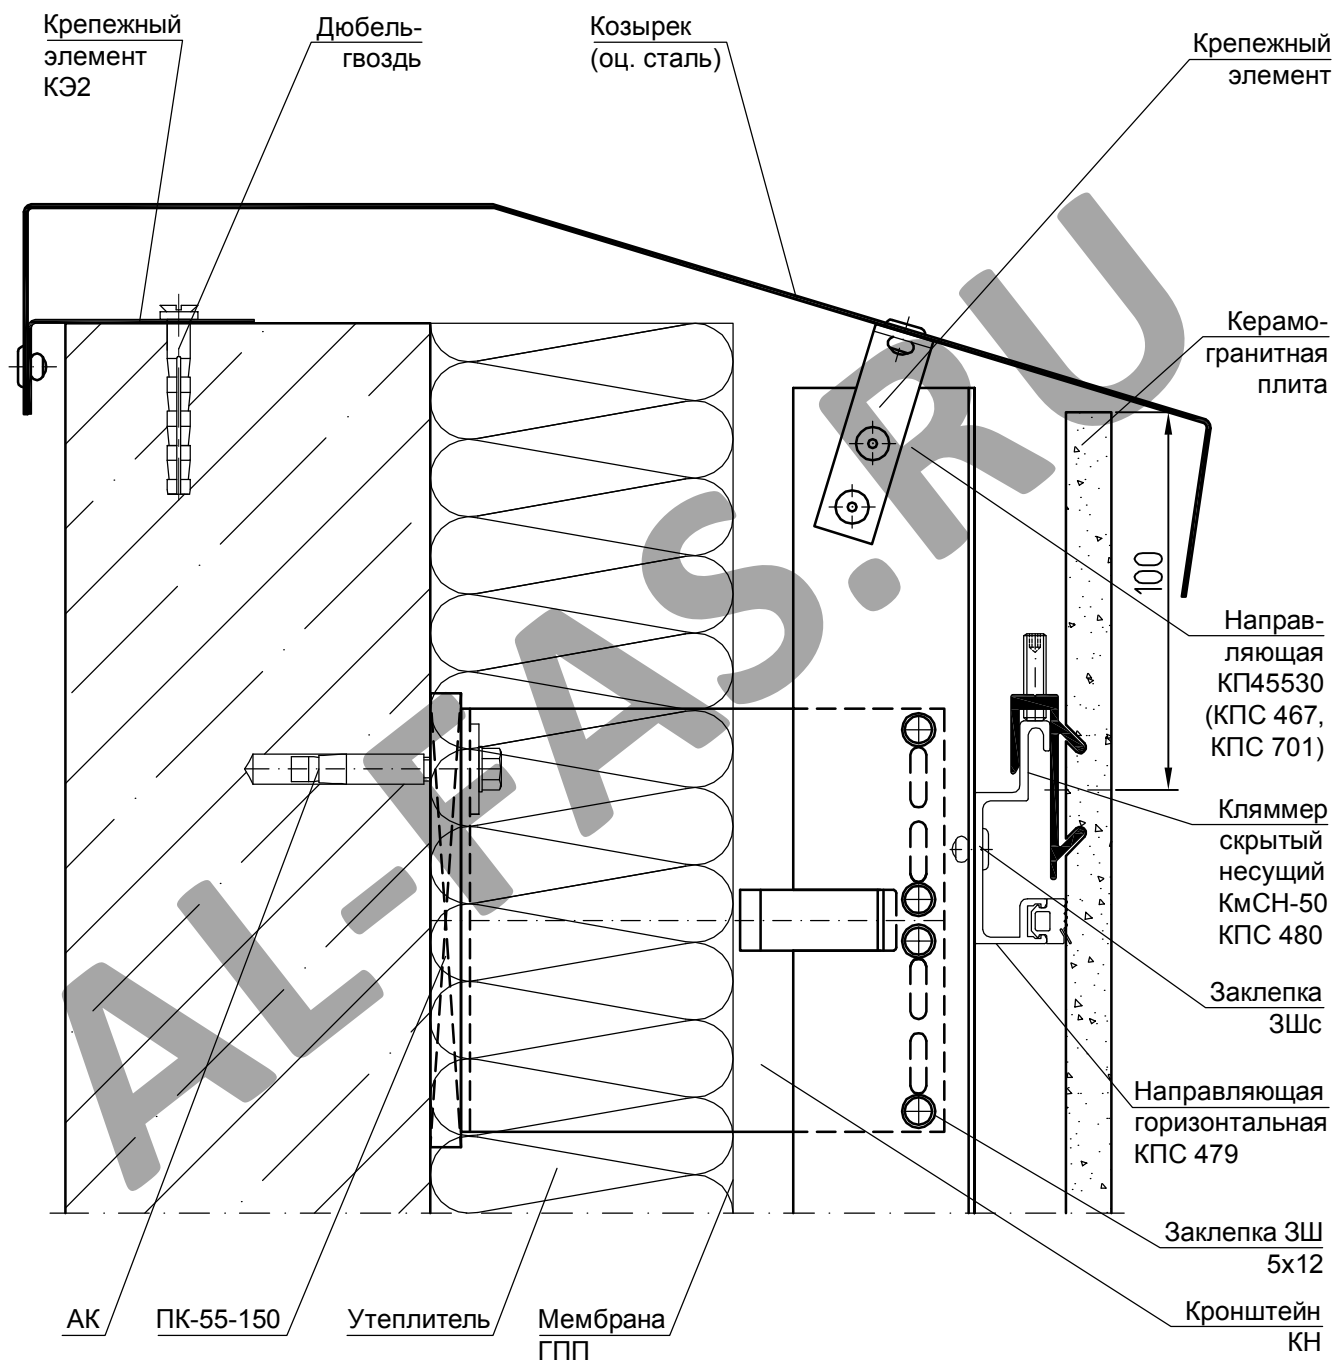 Крепежный
элемент
КЭ2
Дюбель-
гвоздь
Козырек
(оц. сталь)
Крепежный
элемент
Керамо-
гранитная
плита
100
Направ-
ляющая
КП45530
(КПС 467,
КПС 701)
Кляммер
скрытый
несущий
КмСН-50
КПС 480
Заклепка
ЗШс
Направляющая
горизонтальная
КПС 479
Заклепка ЗШ
5х12
Кронштейн
КН
АК
ПК-55-150
Утеплитель
Мембрана
ГПП
AL-FAS.RU